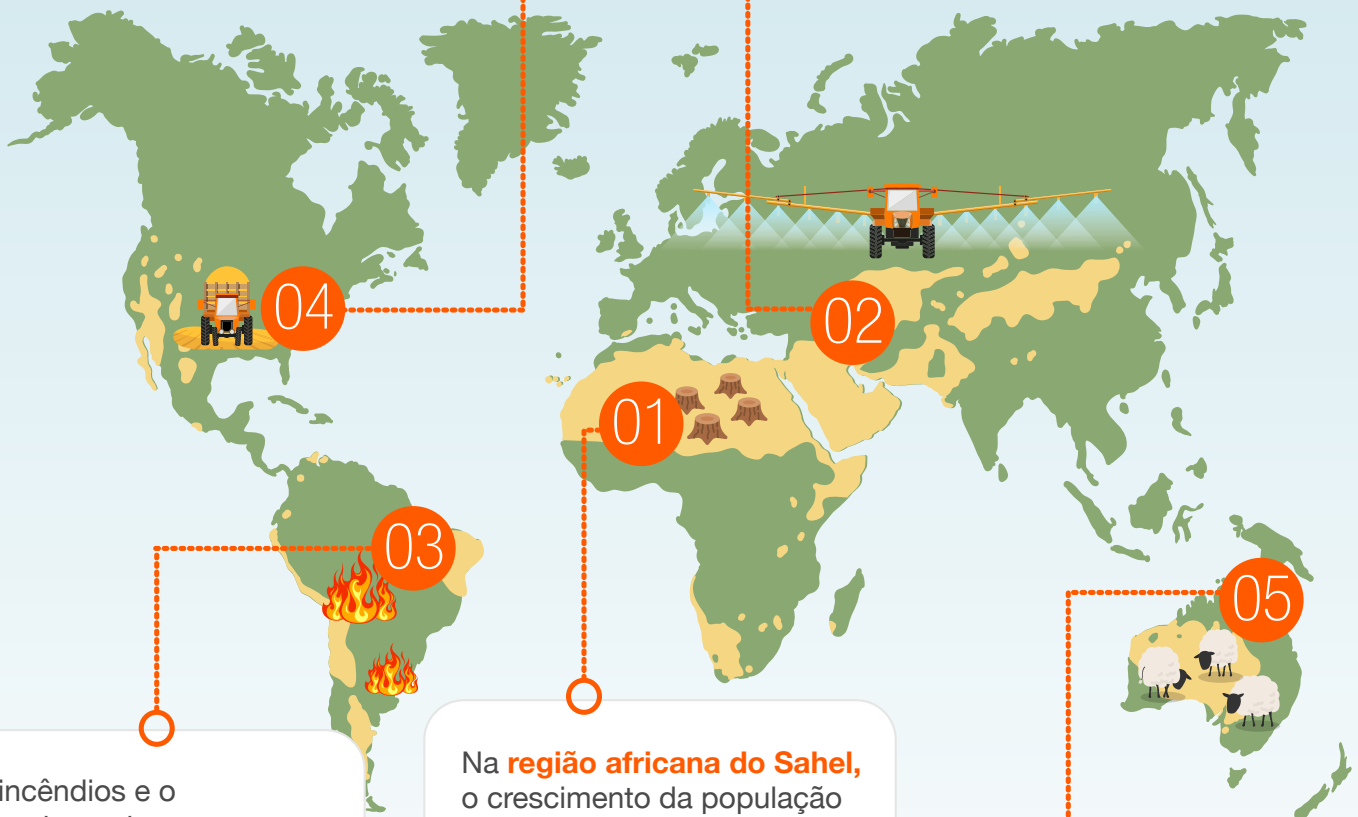 04
02
01
03
05
Na região africana do Sahel,
o crescimento da população
incêndios e o